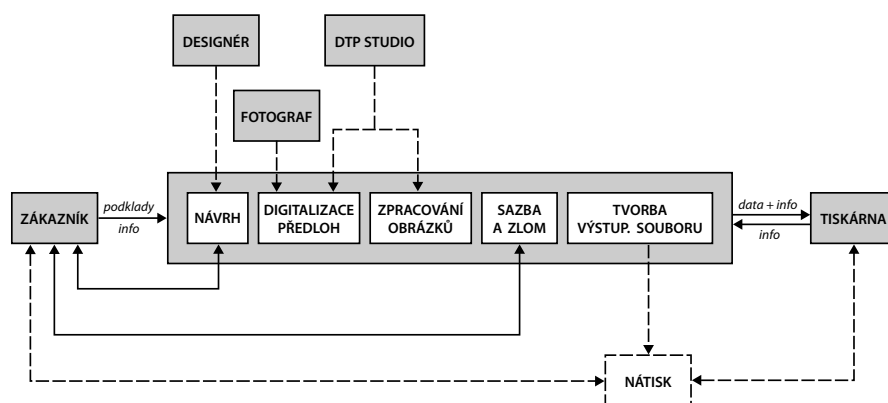 DESIGNÉR
DTP STUDIO
FOTOGRAF
ZÁKAZNÍK
podklady
info
NÁVRH
DIGITALIZACE
PŘEDLOH
ZPRACOVÁNÍ
OBRÁZKŮ
SAZBA
A ZLOM
TVORBA
VÝSTUP. SOUBORU
data + info
info
TISKÁRNA
NÁTISK